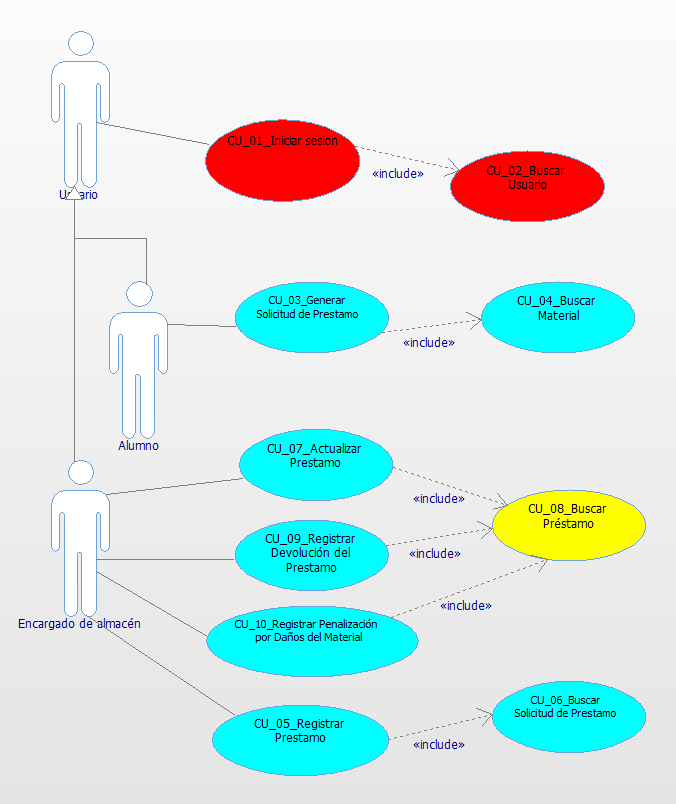 CU_01_Iniciar sesion
«include»
CU_02_Buscar
Usuario
Usuario
CU_03_Generar
Solicitud de Prestamo
«include»
CU_04_Buscar
Material
Alumno
CU_07_Actualizar
Prestamo
«include»
CU_08_Buscar
Préstamo
CU_09_Registrar
Devolución del
Prestamo
«include»
«include»
Encargado de almacén
CU_10_Registrar Penalización
por Daños del Material
CU_05_Registrar
Prestamo
«include»
CU_06_Buscar
Solicitud de Prestamo